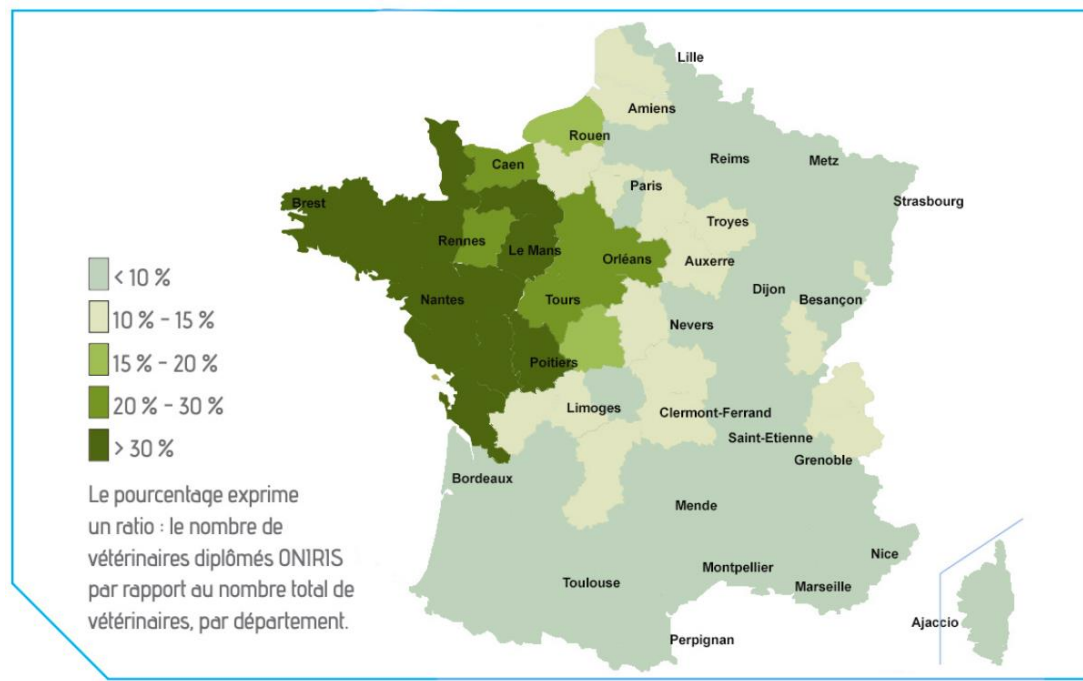 Lille
Amiens
Rouen
Caen
Reims
Metz
Paris
Strasbourg
Brest
Troyes
Rennes
Le Mans
Orléans
Auxerre
Dijon
Nantes
Tours
Besançon
Nevers
Poitiers
Limoges
Clermont-Ferrand
Saint-Etienne
Grenoble
Bordeaux
Mende
Nice
Montpellier
Toulouse
Marseille
Ajaccio
Perpignan
< 10 %
10 % - 15 %
15 % - 20 %
20 % - 30 %
> 30 %
Le pourcentage exprime
un ratio : le nombre de
vétérinaires diplômés ONIRIS
par rapport au nombre total de
vétérinaires, par département.